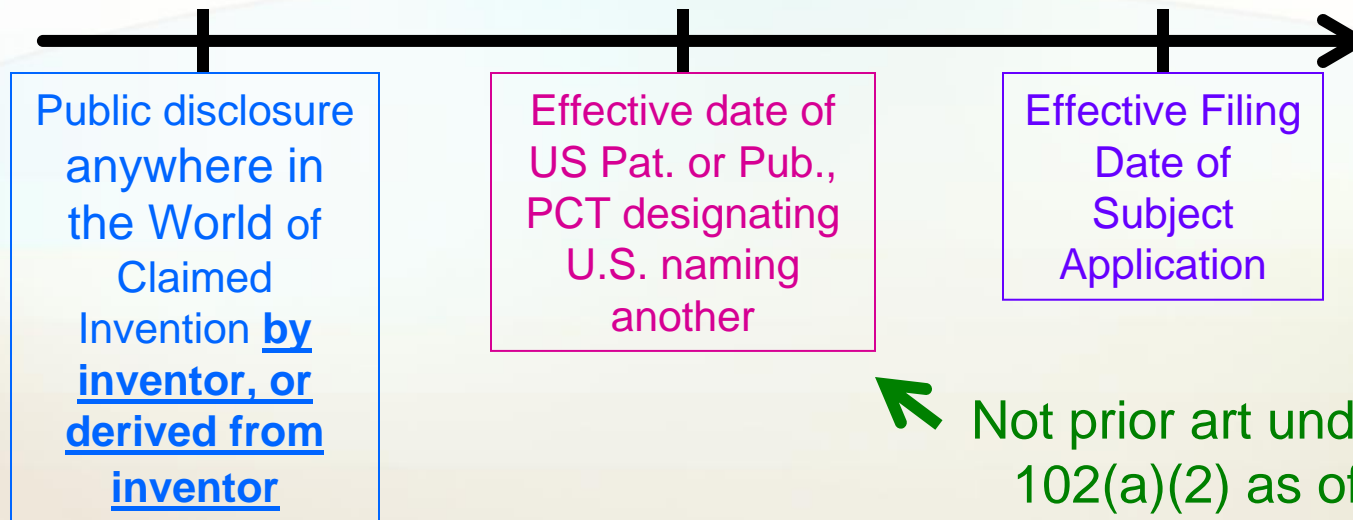 Public disclosure
anywhere in
the World of
Claimed
Invention by
inventor, or
derived from
inventor
Effective date of
US Pat. or Pub.,
PCT designating
U.S. naming
another
Effective Filing
Date of
Subject
Application
Not prior art und
102(a)(2) as of